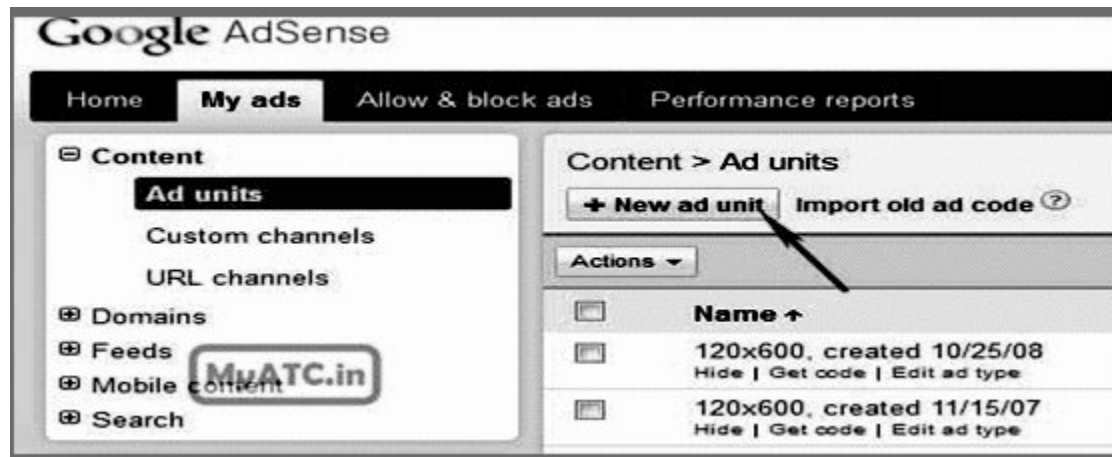 Google AdSense
Home My ads Allow & block ads Performance reports
Content
Ad units
Custom channels
URL channels
Domains
Feeds
Mobile content
Search
MyATC.in
Content > Ad units
+ New ad unit Import old ad code ?
Actions
Name
120x600, created 10/25/08
Hide | Get code | Edit ad type
120x600, created 11/15/07
Hide | Get code | Edit ad type